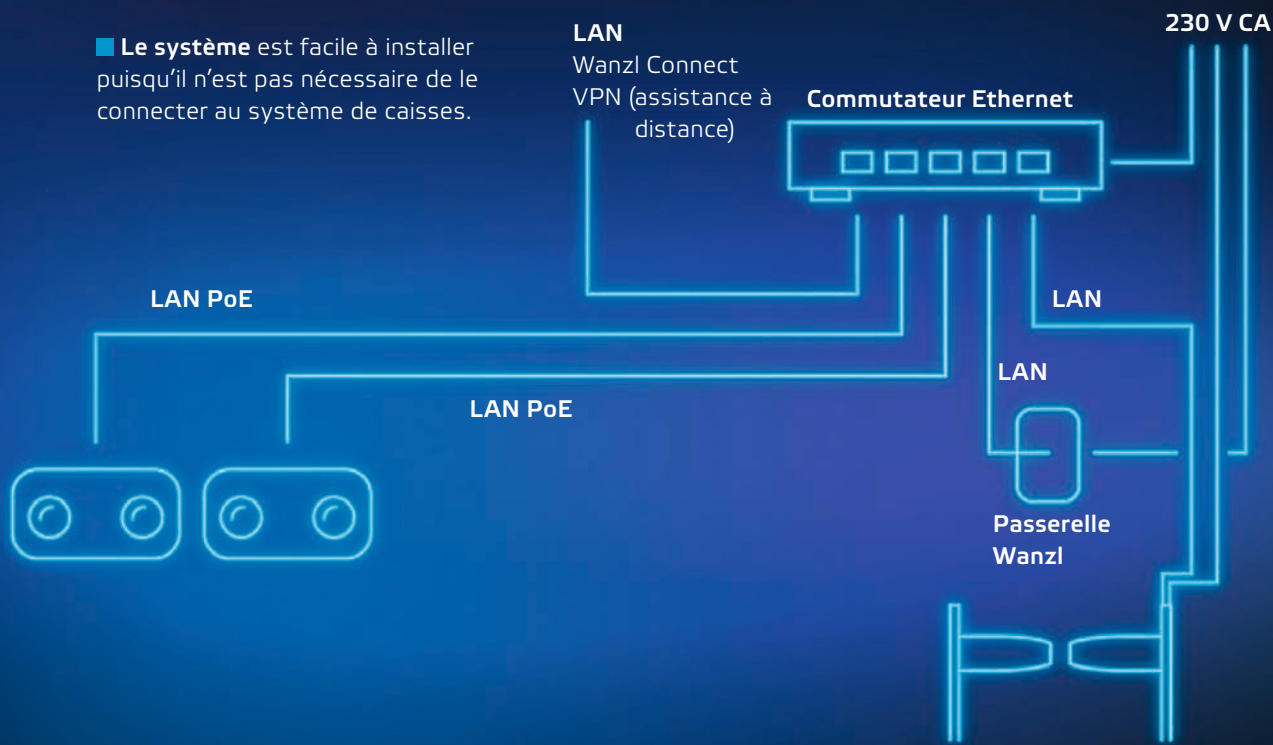 Le système est facile à installer
puisqu'il n'est pas nécessaire de le
connecter au système de caisses.
LAN
Wanzl Connect
VPN (assistance à
distance)
230 V CA
Commutateur Ethernet
LAN PoE
LAN
LAN
LAN PoE
Passerelle
Wanzl